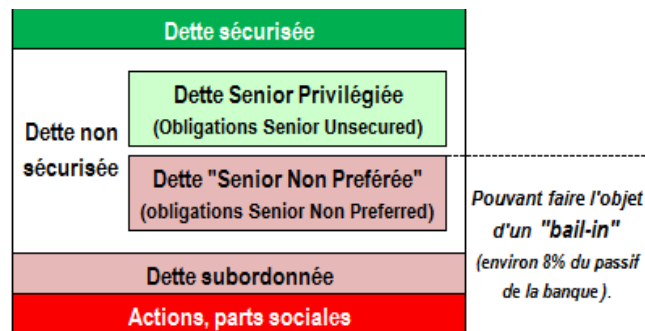 Dette sécurisée
Dette non
sécurisée
Dette Senior Privilégiée
(Obligations Senior Unsecured)
Dette "Senior Non Préférée"
(obligations Senior Non Preferred)
Pouvant faire l'objet
d'un "bail-in"
(environ 8% du passif
de la banque).
Dette subordonnée
Actions, parts sociales